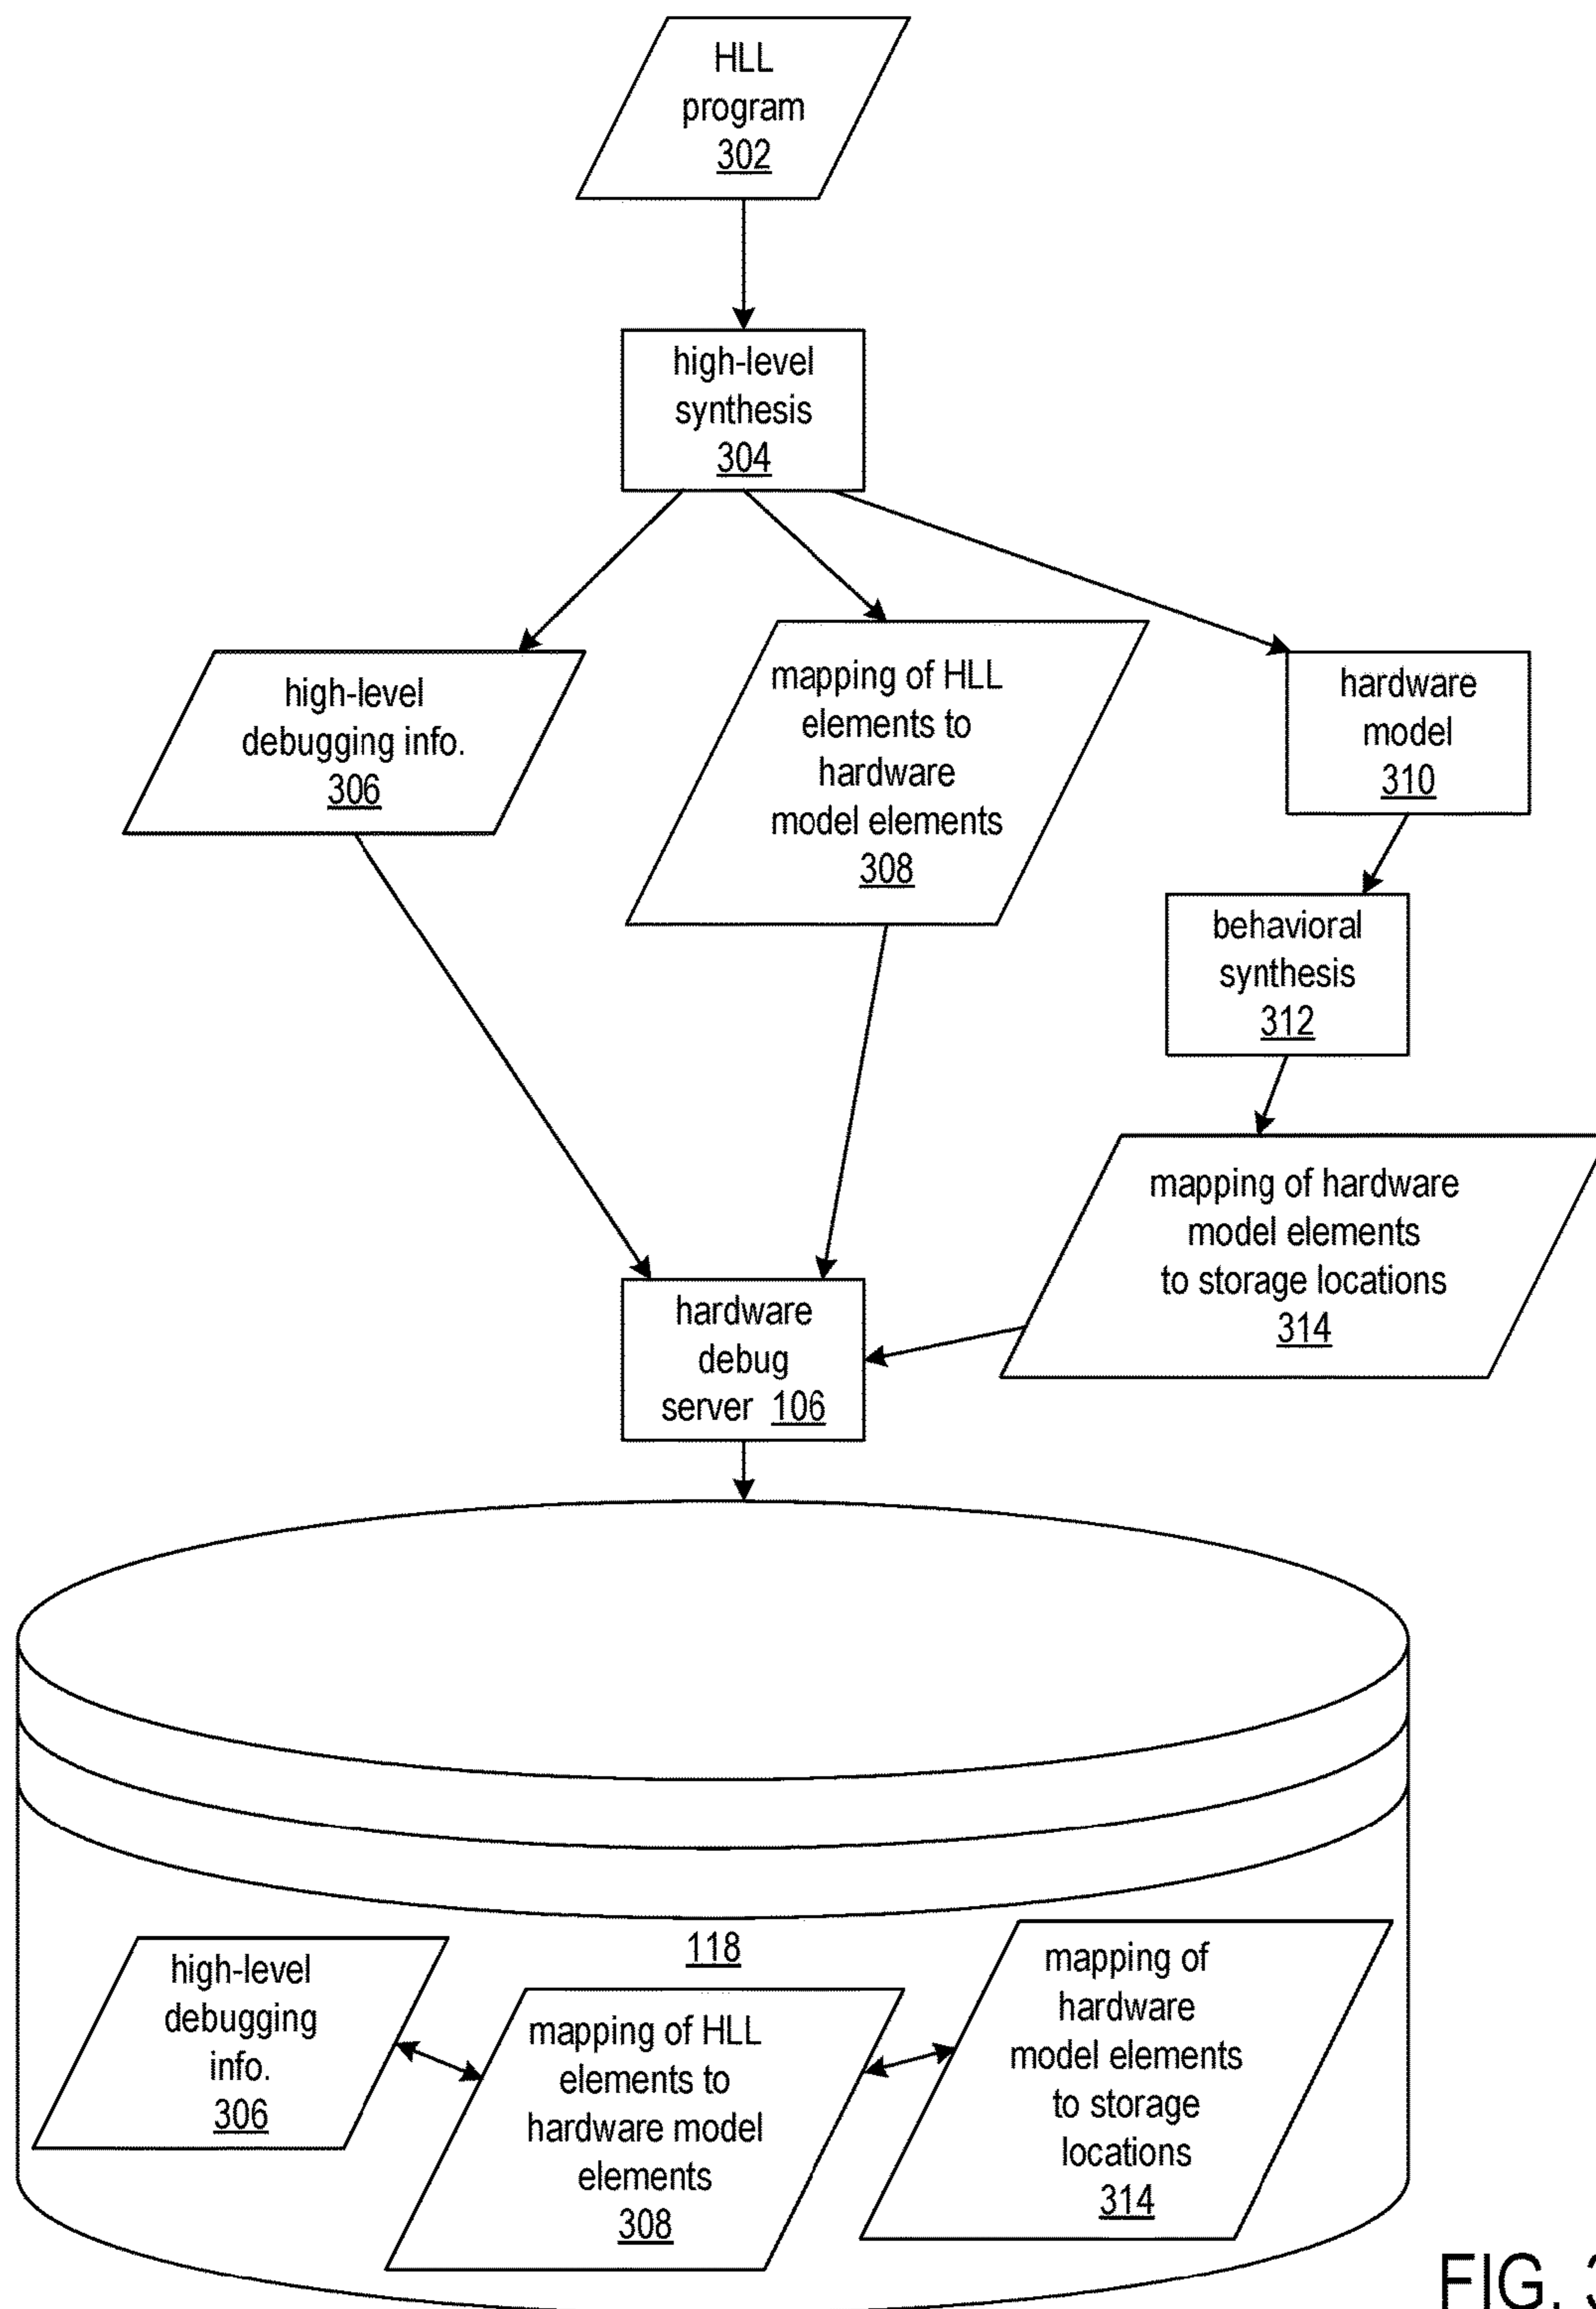 HLL
program
302
high-level
synthesis
304
high-level
debugging info.
306
mapping of HLL
elements to
hardware
model elements
308
hardware
model
310
behavioral
synthesis
312
mapping of hardware
model elements
to storage locations
314
hardware
debug
server 106
118
high-level
debugging
info.
306
mapping of HLL
elements to
hardware model
elements
308
mapping of
hardware
model elements
to storage
locations
314
FIG. 3